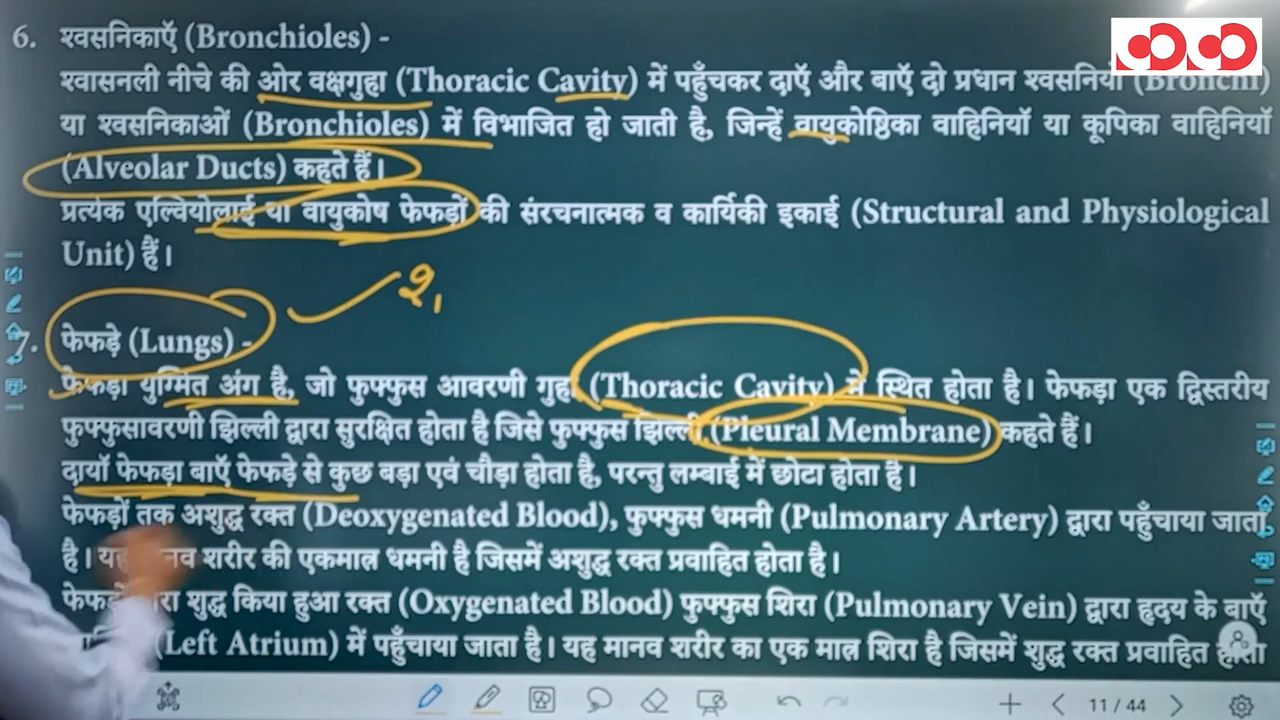 6. श्वसनिकाएँ (Bronchioles) -
श्वासनली नीचे की ओर वक्षगुहा (Thoracic Cavity) में पहुँचकर दाएँ और बाएँ दो प्रधान श्वसनियों (Bronchi)
या श्वसनिकाओं (Bronchioles) में विभाजित हो जाती है, जिन्हें वायुकोष्ठिका वाहिनियाँ या कूपिका वाहिनियाँ
(Alveolar Ducts) कहते हैं।
प्रत्येक एल्वियोलाई या वायुकोष फेफड़ों की संरचनात्मक व कार्यिकी इकाई (Structural and Physiological
Unit) हैं।
२,
7. फेफड़े (Lungs) -
फेफड़ा युग्मित अंग है, जो फुफ्फुस आवरणी गुहा (Thoracic Cavity) में स्थित होता है। फेफड़ा एक द्विस्तरीय
फुफ्फुसावरणी झिल्ली द्वारा सुरक्षित होता है जिसे फुफ्फुस झिल्ली (Pleural Membrane) कहते हैं।
दायाँ फेफड़ा बाएँ फेफड़े से कुछ बड़ा एवं चौड़ा होता है, परन्तु लम्बाई में छोटा होता है।
फेफड़ों तक अशुद्ध रक्त (Deoxygenated Blood), फुफ्फुस धमनी (Pulmonary Artery) द्वारा पहुँचाया जाता
है। शरीर की एकमात्र धमनी है जिसमें अशुद्ध रक्त प्रवाहित होता है।
शुद्ध किया हुआ रक्त (Oxygenated Blood) फुफ्फुस शिरा (Pulmonary Vein) द्वारा हृदय के बाएँ
(Left Atrium) में पहुँचाया जाता है। यह मानव शरीर का एक मात्र शिरा है जिसमें शुद्ध रक्त प्रवाहित होता
11 / 44